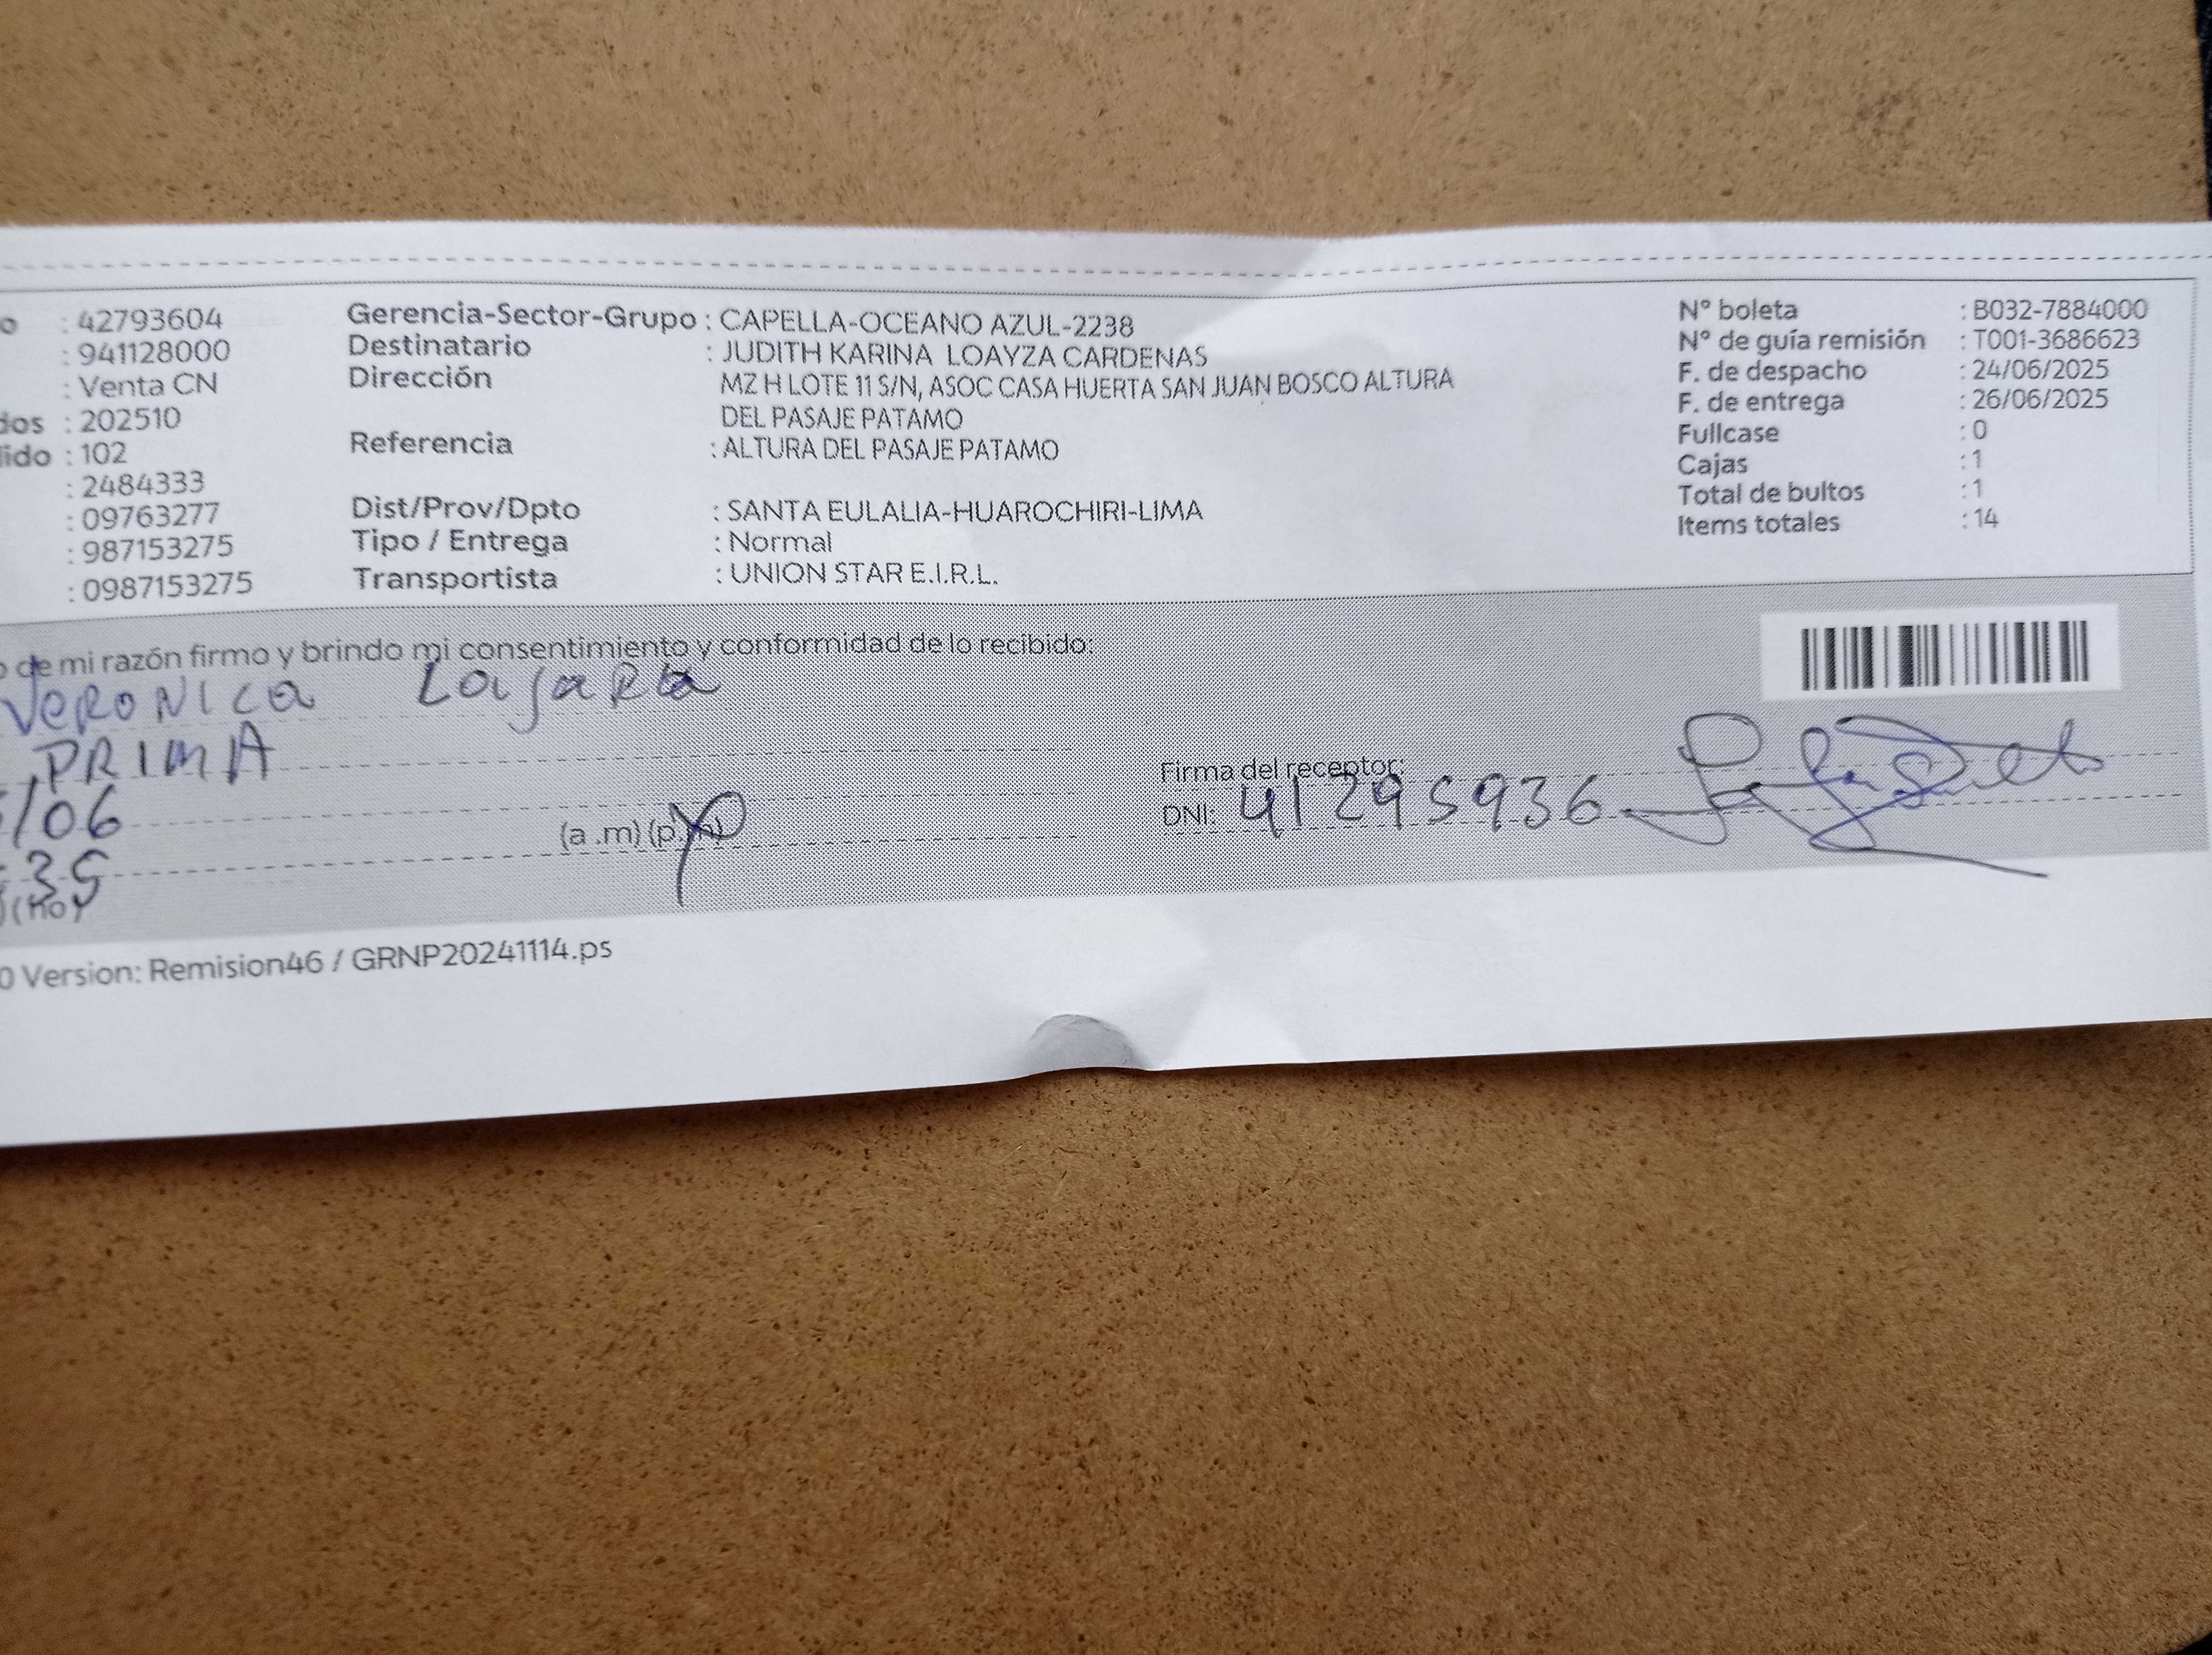 o : 42793604
: 941128000
: Venta CN
dos : 202510
lido : 102
: 2484333
: 09763277
: 987153275
: 0987153275
Gerencia-Sector-Grupo : CAPELLA-OCEANO AZUL-2238
Destinatario : JUDITH KARINA LOAYZA CARDENAS
Dirección MZ H LOTE 11 S/N, ASOC CASA HUERTA SAN JUAN BOSCO ALTURA
DEL PASAJE PATAMO
Referencia : ALTURA DEL PASAJE PATAMO
Dist/Prov/Dpto : SANTA EULALIA-HUAROCHIRI-LIMA
Tipo / Entrega : Normal
Transportista : UNION STAR E.I.R.L.
N° boleta : B032-7884000
N° de guía remisión : T001-3686623
F. de despacho : 24/06/2025
F. de entrega : 26/06/2025
Fullcase : 0
Cajas : 1
Total de bultos : 1
Items totales : 14
o de mi razón firmo y brindo mi consentimiento y conformidad de lo recibido:
VERONICA
PRIMA
/06
(a .m) (p.m)
35
(no)
Firma del receptor:
DNI: 41295936
0 Version: Remision46 / GRNP20241114.ps